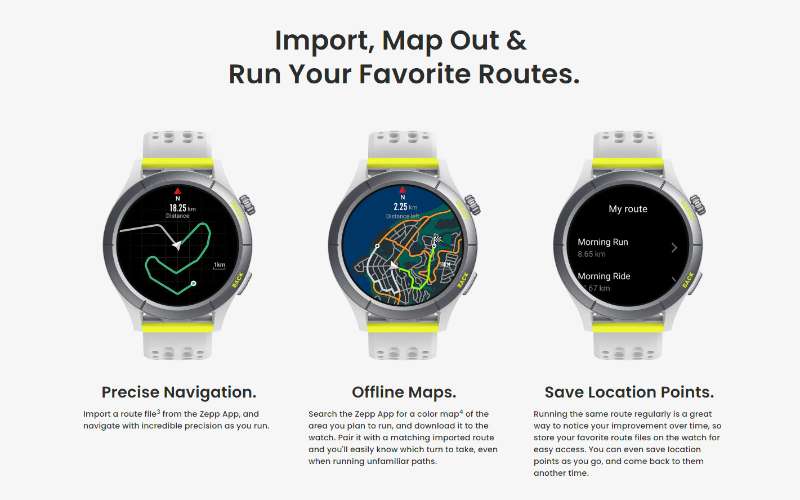 Import, Map Out &
Run Your Favorite Routes.
N
18.25 km
Distance
1km
BACK
N
2.25 km
Distance left
BACK
My route
Morning Run
8.65 km
Morning Ride
.67 km
BACK
Precise Navigation.
Import a route file³ from the Zepp App, and
navigate with incredible precision as you run.
Offline Maps.
Search the Zepp App for a color map⁴ of the
area you plan to run, and download it to the
watch. Pair it with a matching imported route
and you'll easily know which turn to take, even
when running unfamiliar paths.
Save Location Points.
Running the same route regularly is a great
way to notice your improvement over time, so
store your favorite route files on the watch for
easy access. You can even save location
points as you go, and come back to them
another time.